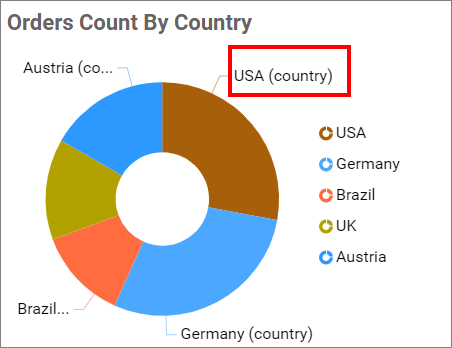 Orders Count By Country
Austria (co...
USA (country)
USA
Germany
Brazil
UK
Austria
Brazil...
Germany (country)